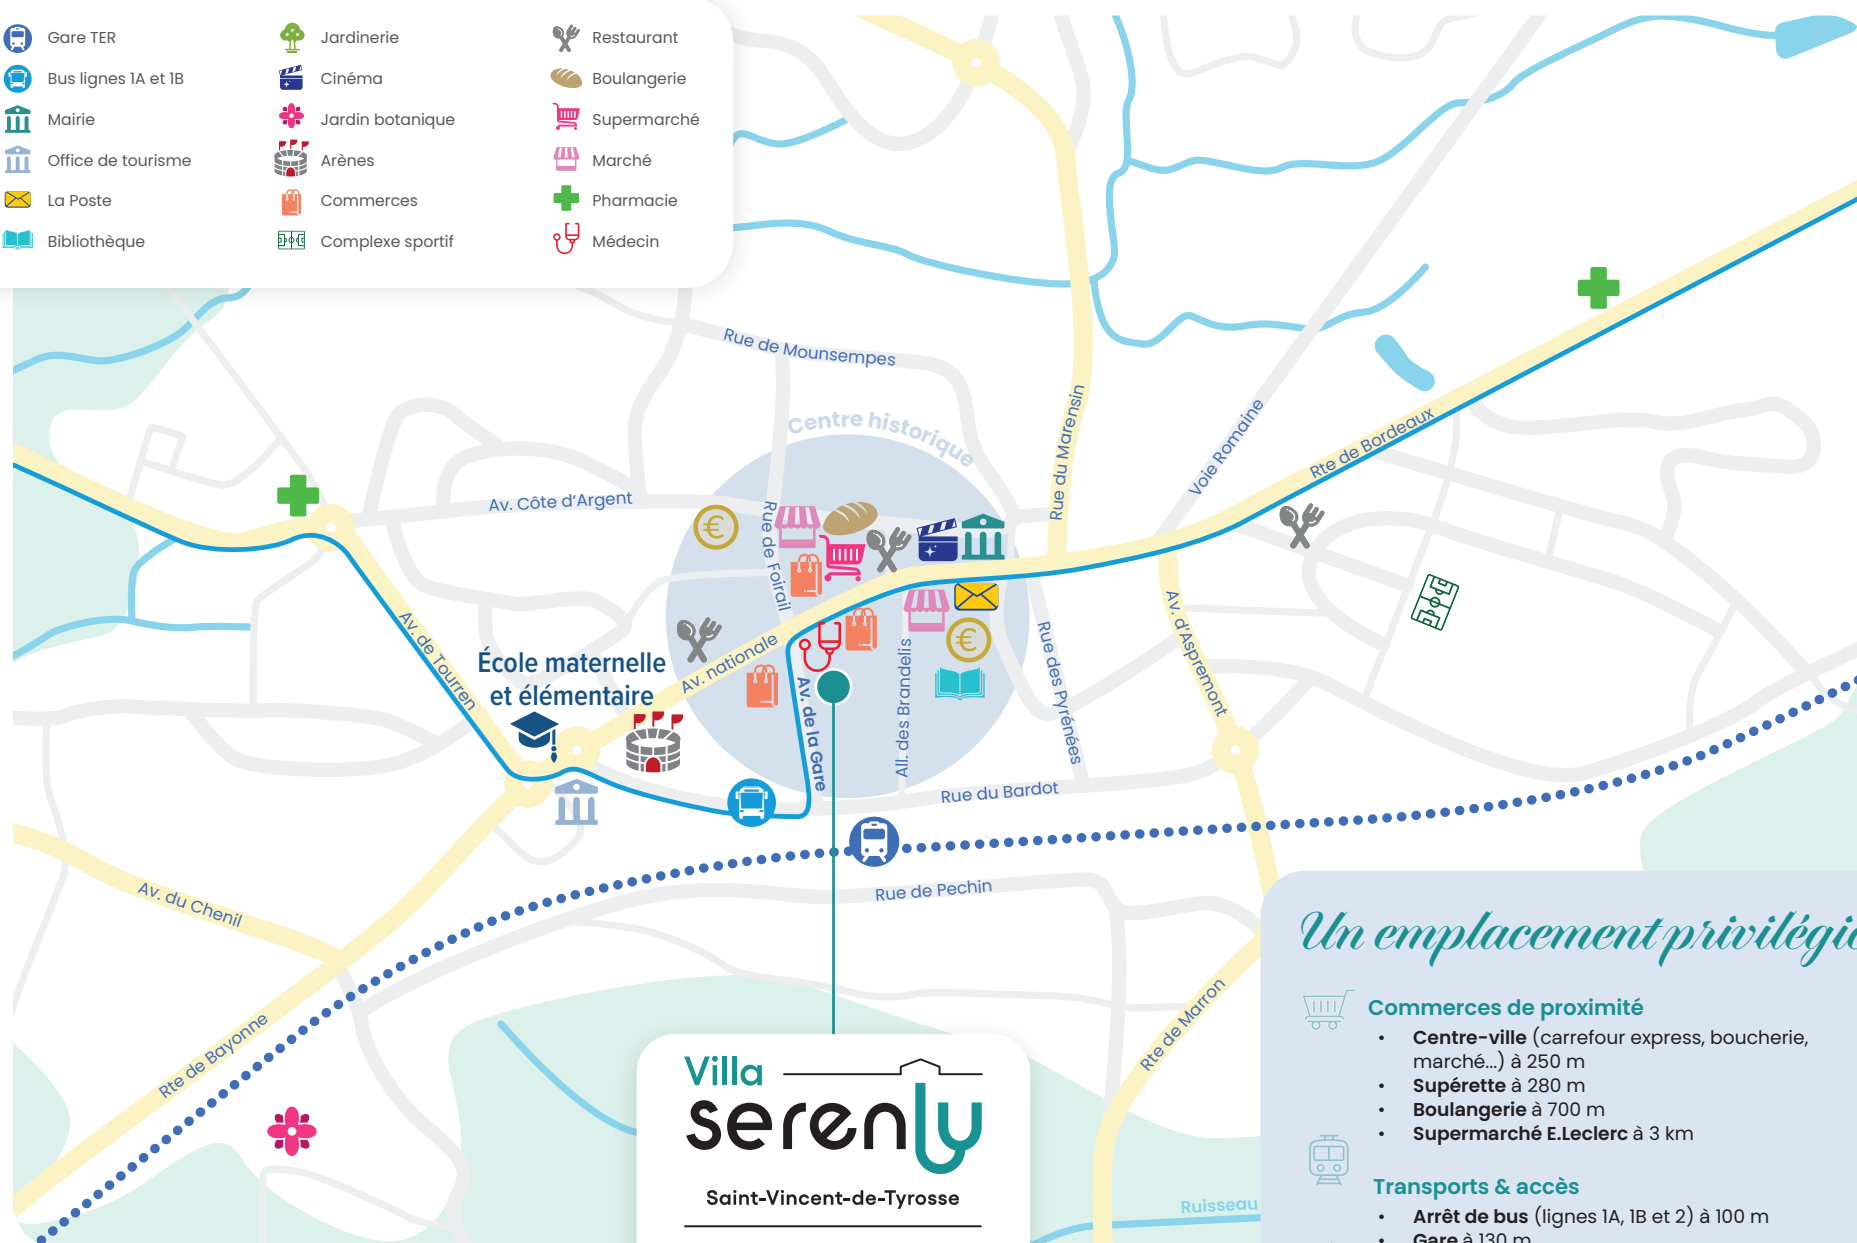 Gare TER
Bus lignes 1A et 1B
Mairie
Office de tourisme
La Poste
Bibliothèque
Jardinerie
Cinéma
Jardin botanique
Arènes
Commerces
Complexe sportif
Restaurant
Boulangerie
Supermarché
Marché
Pharmacie
Médecin
Rue de Mounsempes
Centre historique
Rue du Marensin
Voie Romaine
Rte de Bordeaux
Av. Côte d'Argent
Rue de Foirail
Av. de Tourren
École maternelle
et élémentaire
Av. nationale
Av. de la Gare
All. des Brandelis
Rue des Pyrénées
Av. d'Aspremont
Rue du Bardot
Rue de Pechin
Av. du Chenil
Rte de Bayonne
Rte de Marron
Ruisseau
Villa
serenly
Saint-Vincent-de-Tyrosse
Un emplacement privilégié
Commerces de proximité
• Centre-ville (carrefour express, boucherie,
marché...) à 250 m
• Supérette à 280 m
• Boulangerie à 700 m
• Supermarché E.Leclerc à 3 km
Transports & accès
• Arrêt de bus (lignes 1A, 1B et 2) à 100 m
• Gare à 130 m